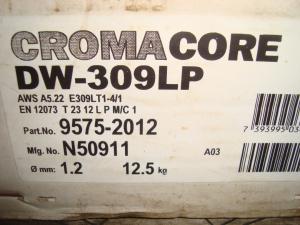 CROMACORE
DW-309LP
AWS A5.22 E309LT1-4/1
EN 12073 T 23 12 L P M/C 1
Part.No. 9575-2012
Mfg. No. N50911 A03
Ø mm: 1.2 12.5 kg